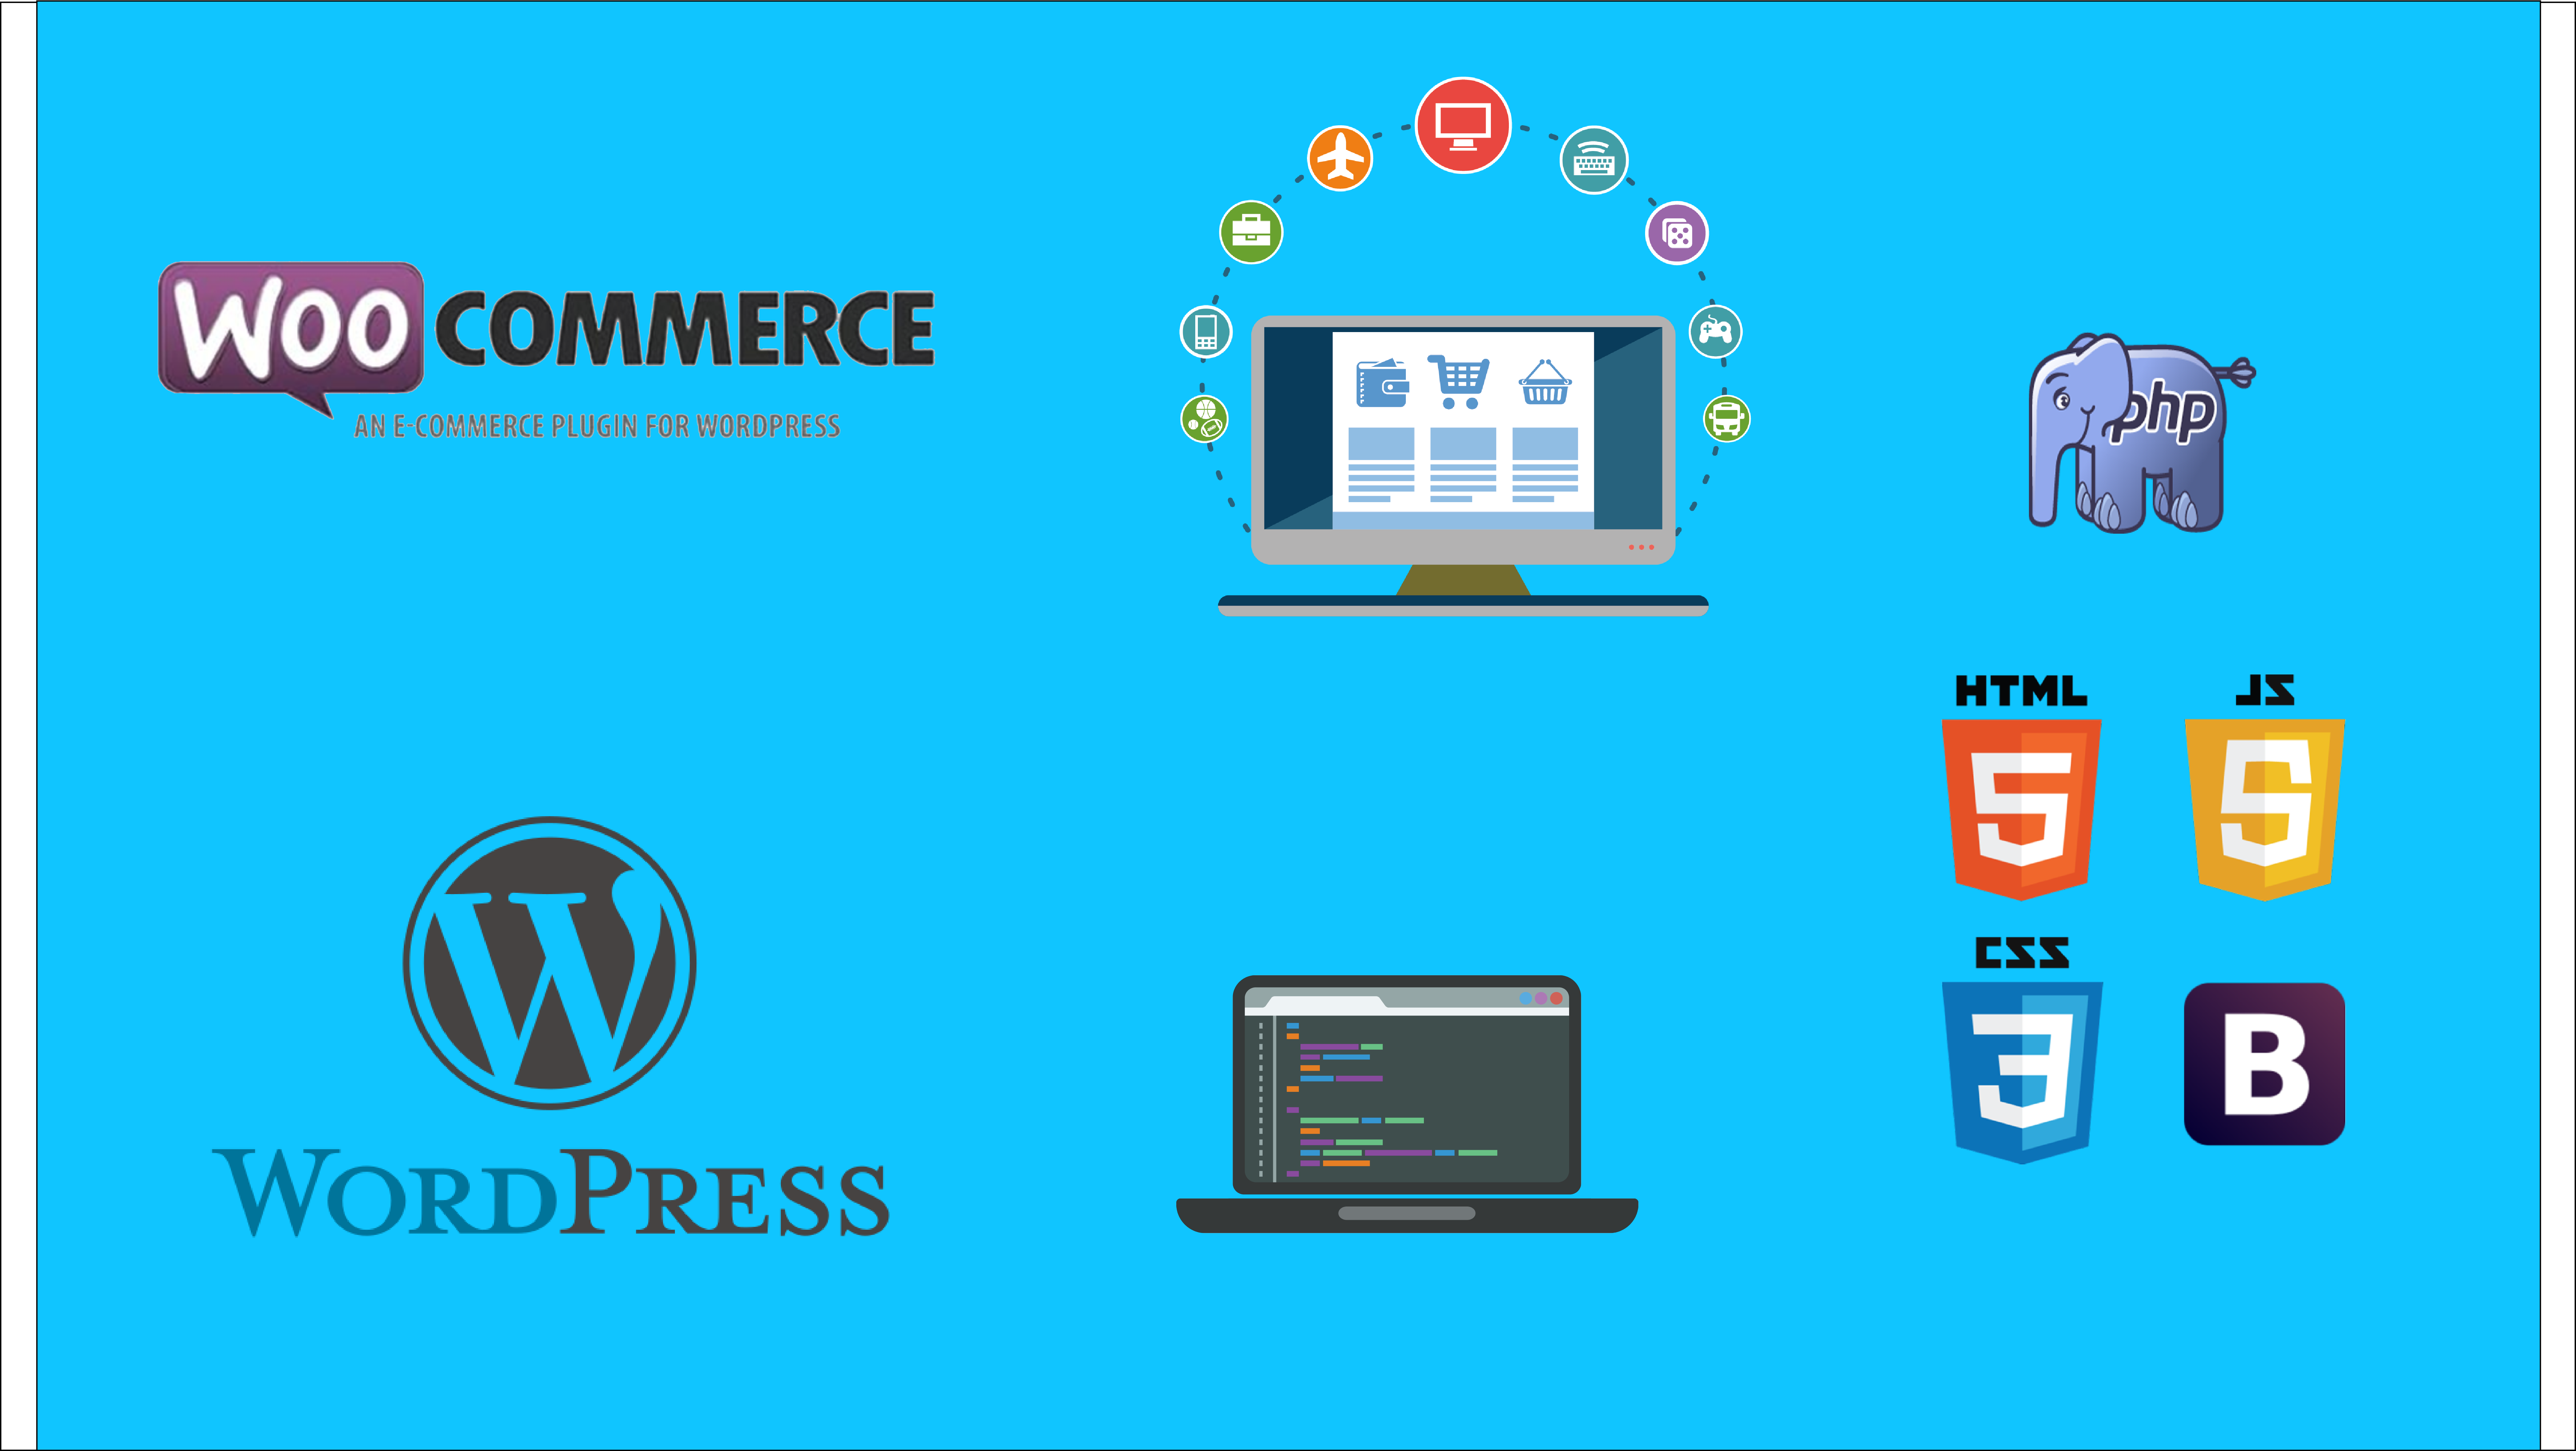 WOO COMMERCE
AN E-COMMERCE PLUGIN FOR WORDPRESS
php
HTML
JS
5
5
CSS
3
B
W
WORDPRESS